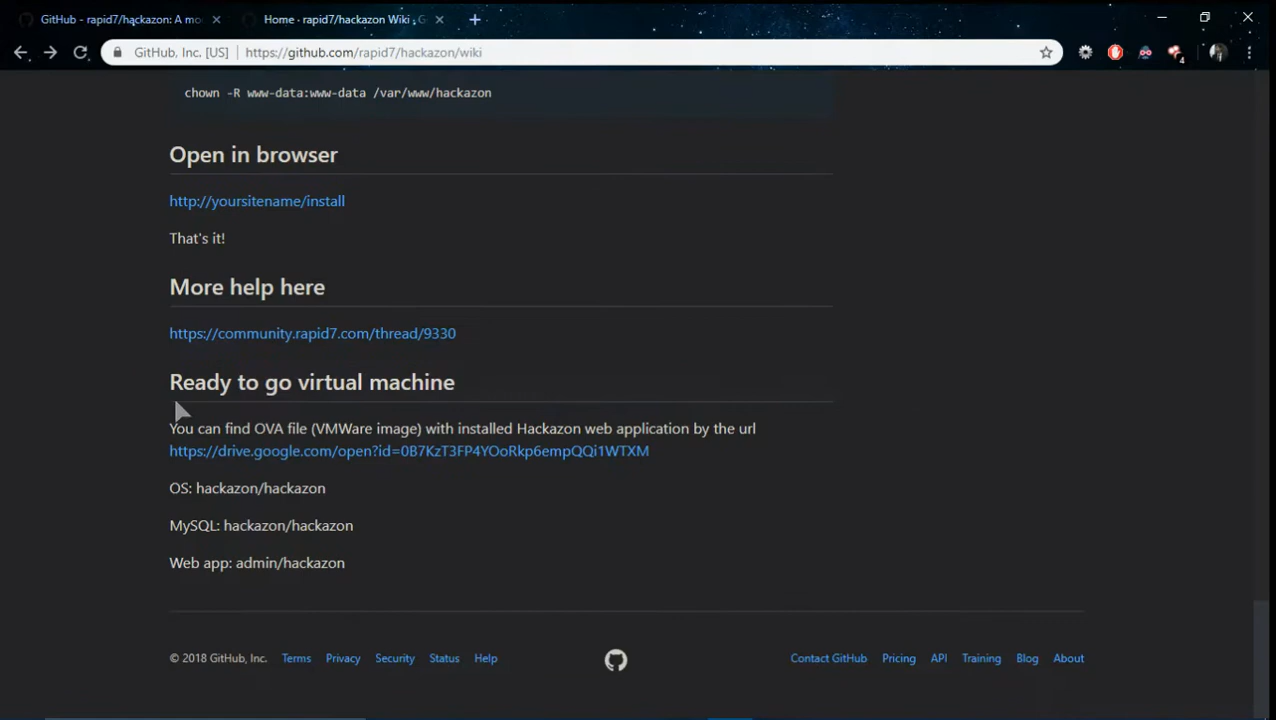 GitHub - rapid7/hackazon: A mo
Home · rapid7/hackazon Wiki · G
GitHub, Inc. [US] | https://github.com/rapid7/hackazon/wiki
4
chown -R www-data:www-data /var/www/hackazon
Open in browser
http://yoursitename/install
That's it!
More help here
https://community.rapid7.com/thread/9330
Ready to go virtual machine
You can find OVA file (VMWare image) with installed Hackazon web application by the url
https://drive.google.com/open?id=0B7KzT3FP4YOoRkp6empQQi1WTXM
OS: hackazon/hackazon
MySQL: hackazon/hackazon
Web app: admin/hackazon
© 2018 GitHub, Inc. Terms Privacy Security Status Help Contact GitHub Pricing API Training Blog About